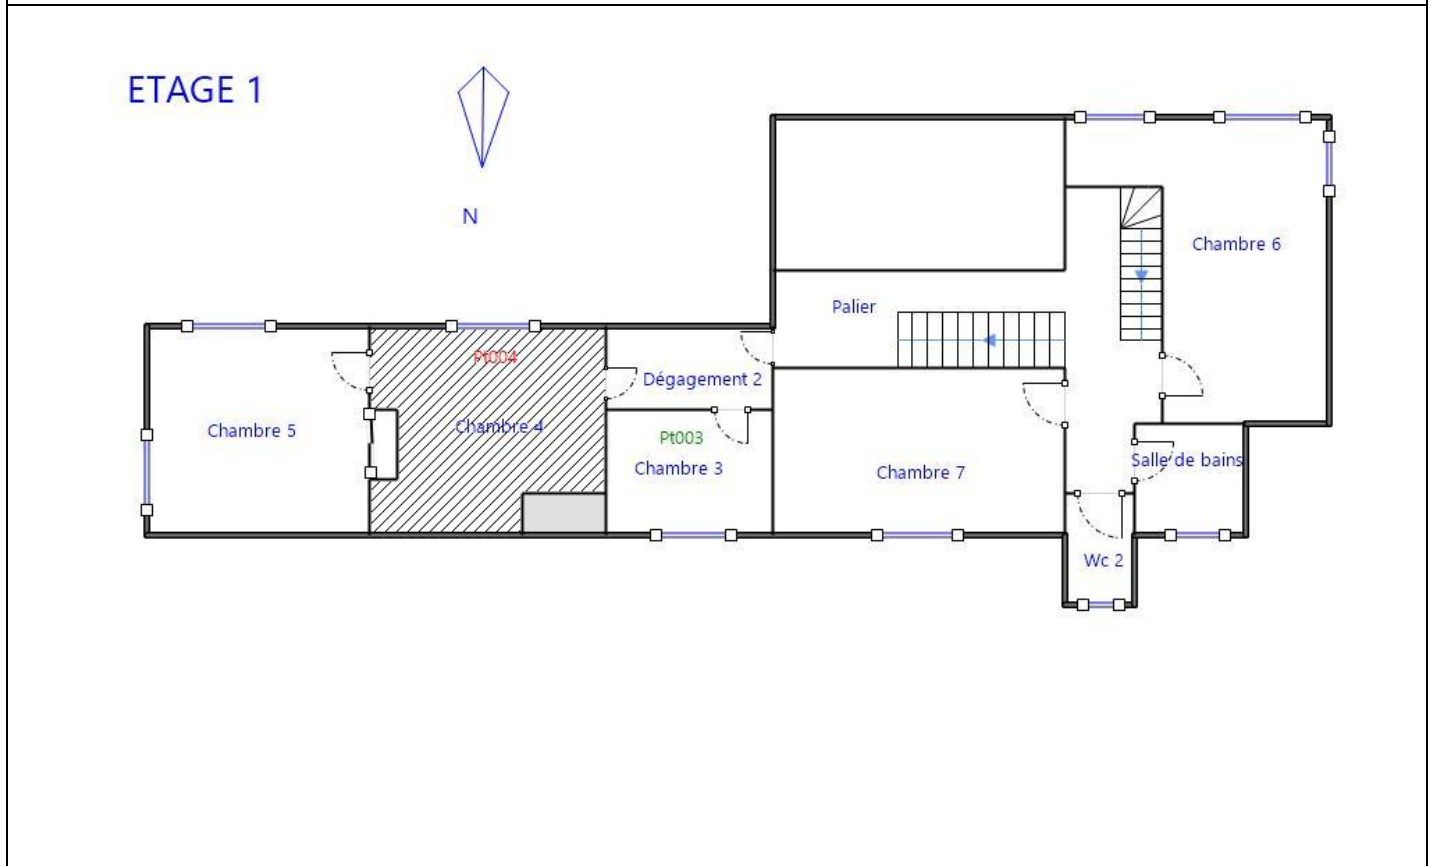 ETAGE 1
N
Chambre 6
Palier
Pt004
Dégagement 2
Chambre 5
Chambre 4
Pt003
Chambre 3
Chambre 7
Salle de bains
Wc 2